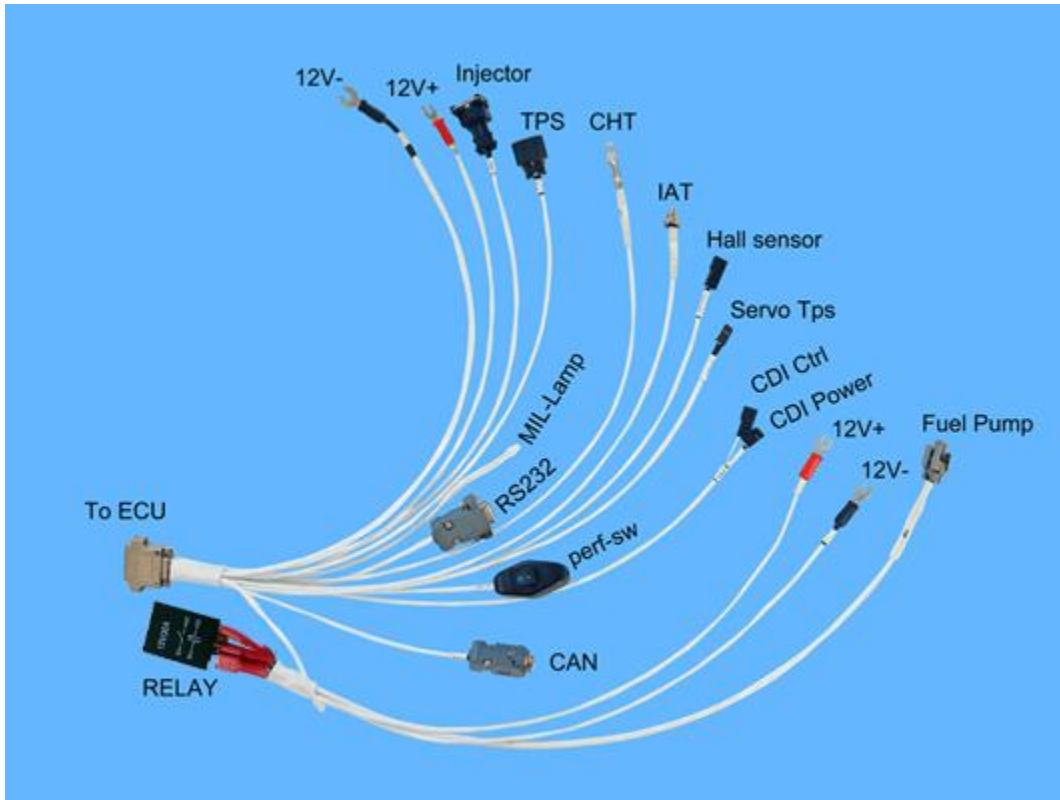 12V-
12V+
Injector
TPS
CHT
IAT
Hall sensor
Servo Tps
CDI Ctrl
CDI Power
12V+
12V-
Fuel Pump
MIL-Lamp
RS232
To ECU
perf-sw
CAN
RELAY